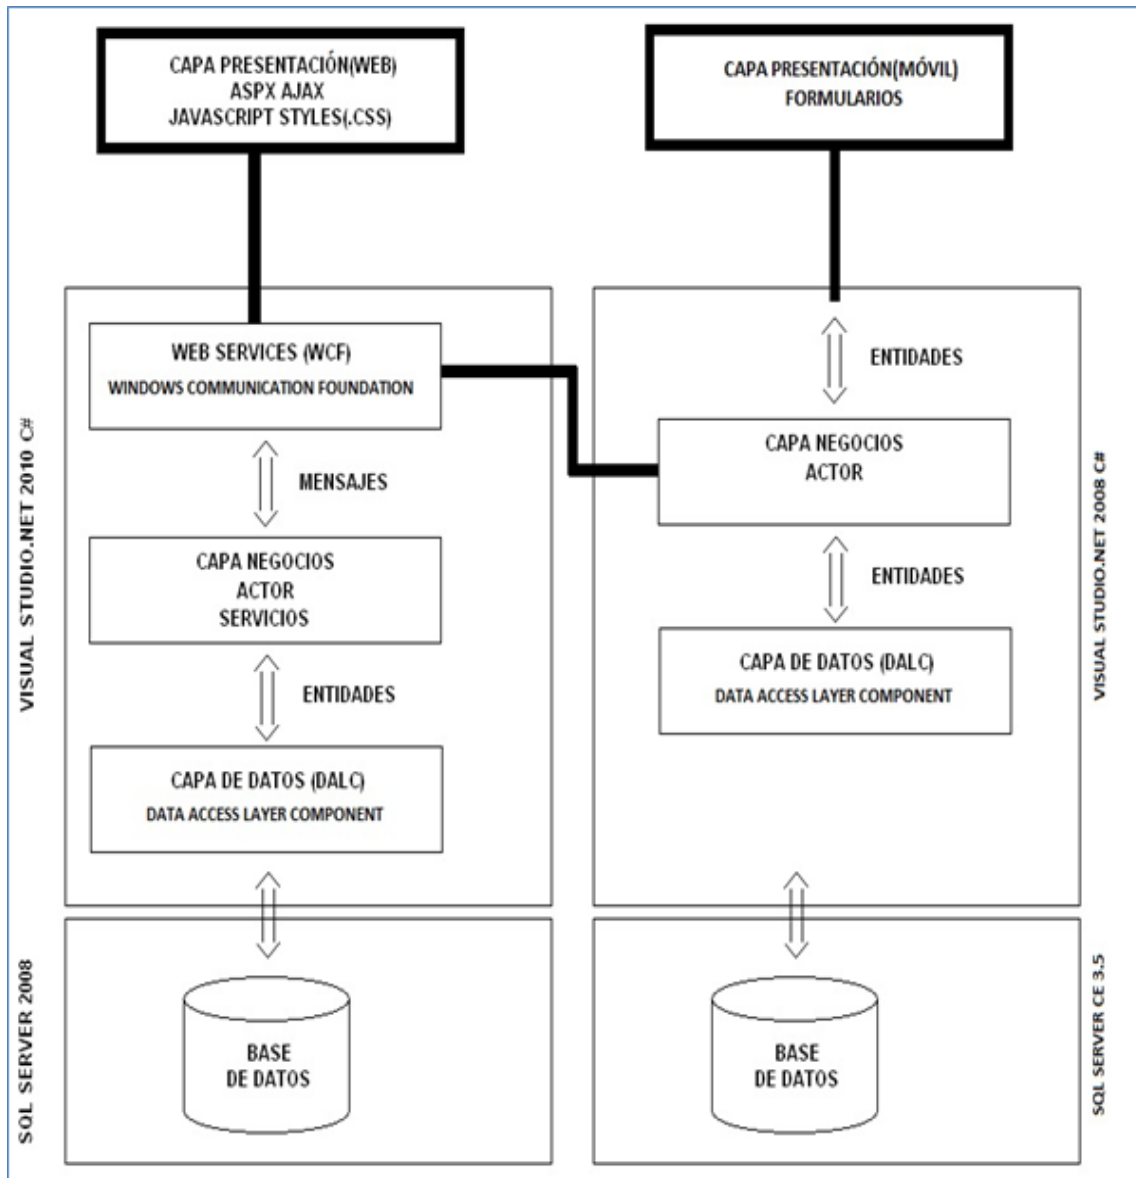 CAPA PRESENTACIÓN(WEB)
ASPX AJAX
JAVASCRIPT STYLES(.CSS)
CAPA PRESENTACIÓN(MÓVIL)
FORMULARIOS
VISUAL STUDIO.NET 2010 C#
WEB SERVICES (WCF)
WINDOWS COMMUNICATION FOUNDATION
MENSAJES
CAPA NEGOCIOS
ACTOR
SERVICIOS
ENTIDADES
CAPA DE DATOS (DALC)
DATA ACCESS LAYER COMPONENT
ENTIDADES
CAPA NEGOCIOS
ACTOR
ENTIDADES
CAPA DE DATOS (DALC)
DATA ACCESS LAYER COMPONENT
VISUAL STUDIO.NET 2008 C#
SQL SERVER 2008
BASE
DE DATOS
BASE
DE DATOS
SQL SERVER CE 3.5